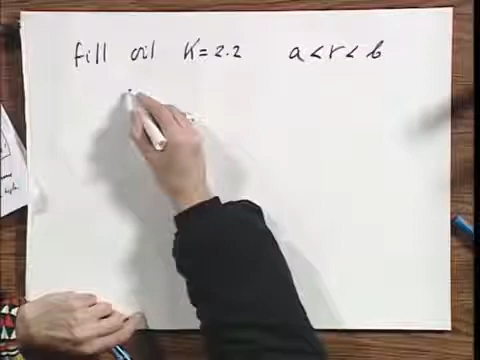 fill oil K = 2.2 a < r < b